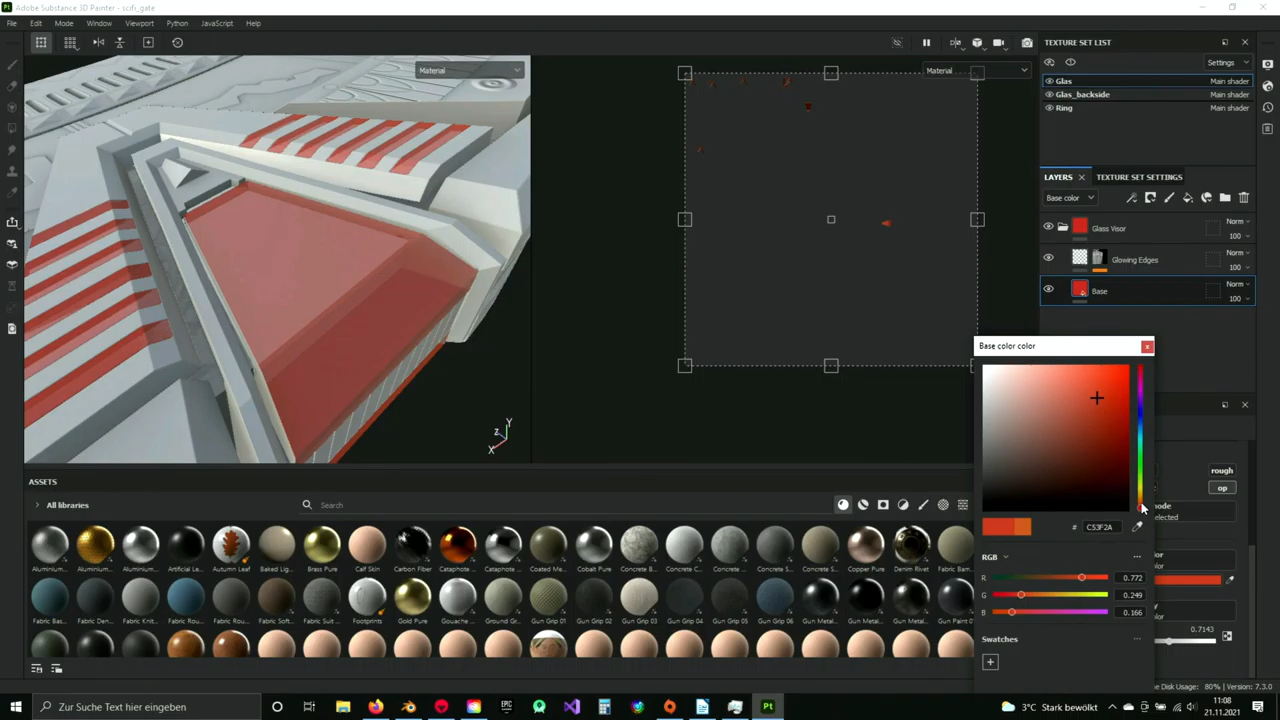 Adobe Substance 3D Painter - scifi_gate
File Edit Mode Window Viewport Python JavaScript Help
Material
Material
Y
Z
X
TEXTURE SET LIST
Settings
Glas Main shader
Glas_backside Main shader
Ring Main shader
LAYERS TEXTURE SET SETTINGS
Base color
Glass Visor Norm 100
Glowing Edges Norm 100
Base Norm 100
Base color color
rough
op
# C53F2A
RGB
R 0.772
G 0.249
B 0.166
0.7143
Swatches
ASSETS
All libraries
Search
Aluminium... Aluminium... Aluminium... Artificial Le... Autumn Leaf Baked Lig... Brass Pure Calf Skin Carbon Fiber Cataphote ... Cataphote ... Coated Me... Cobalt Pure Concrete B... Concrete ... Concrete ... Concrete ... Concrete S... Copper Pure Denim Rivet Fabric Bam...
Fabric Bas... Fabric Den... Fabric Knit... Fabric Rou... Fabric Rou... Fabric Soft... Fabric Suit ... Footprints Gold Pure Gouache ... Ground Gr... Gun Grip 01 Gun Grip 02 Gun Grip 03 Gun Grip 04 Gun Grip 05 Gun Grip 06 Gun Metal ... Gun Metal ... Gun Metal ... Gun Paint 0...
Disk Usage: 80% | Version: 7.3.0
Zur Suche Text hier eingeben
3°C Stark bewölkt
11:08
21.11.2021